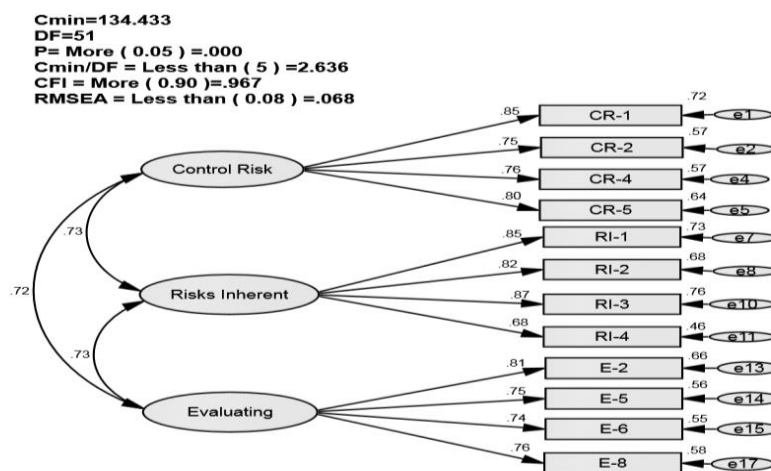 Cmin=134.433
DF=51
P= More ( 0.05 ) =.000
Cmin/DF = Less than ( 5 ) =2.636
CFI = More ( 0.90 )=.967
RMSEA = Less than ( 0.08 ) =.068
.85 CR-1 .72 e1
.75 CR-2 .57 e2
Control Risk
.76 CR-4 .57 e4
.80 CR-5 .64 e5
.73
.85 RI-1 .73 e7
.82 RI-2 .68 e8
.72
Risks Inherent
.87 RI-3 .76 e10
.68 RI-4 .46 e11
.73
.81 E-2 .66 e13
.75 E-5 .56 e14
Evaluating
.74 E-6 .55 e15
.76 E-8 .58 e17